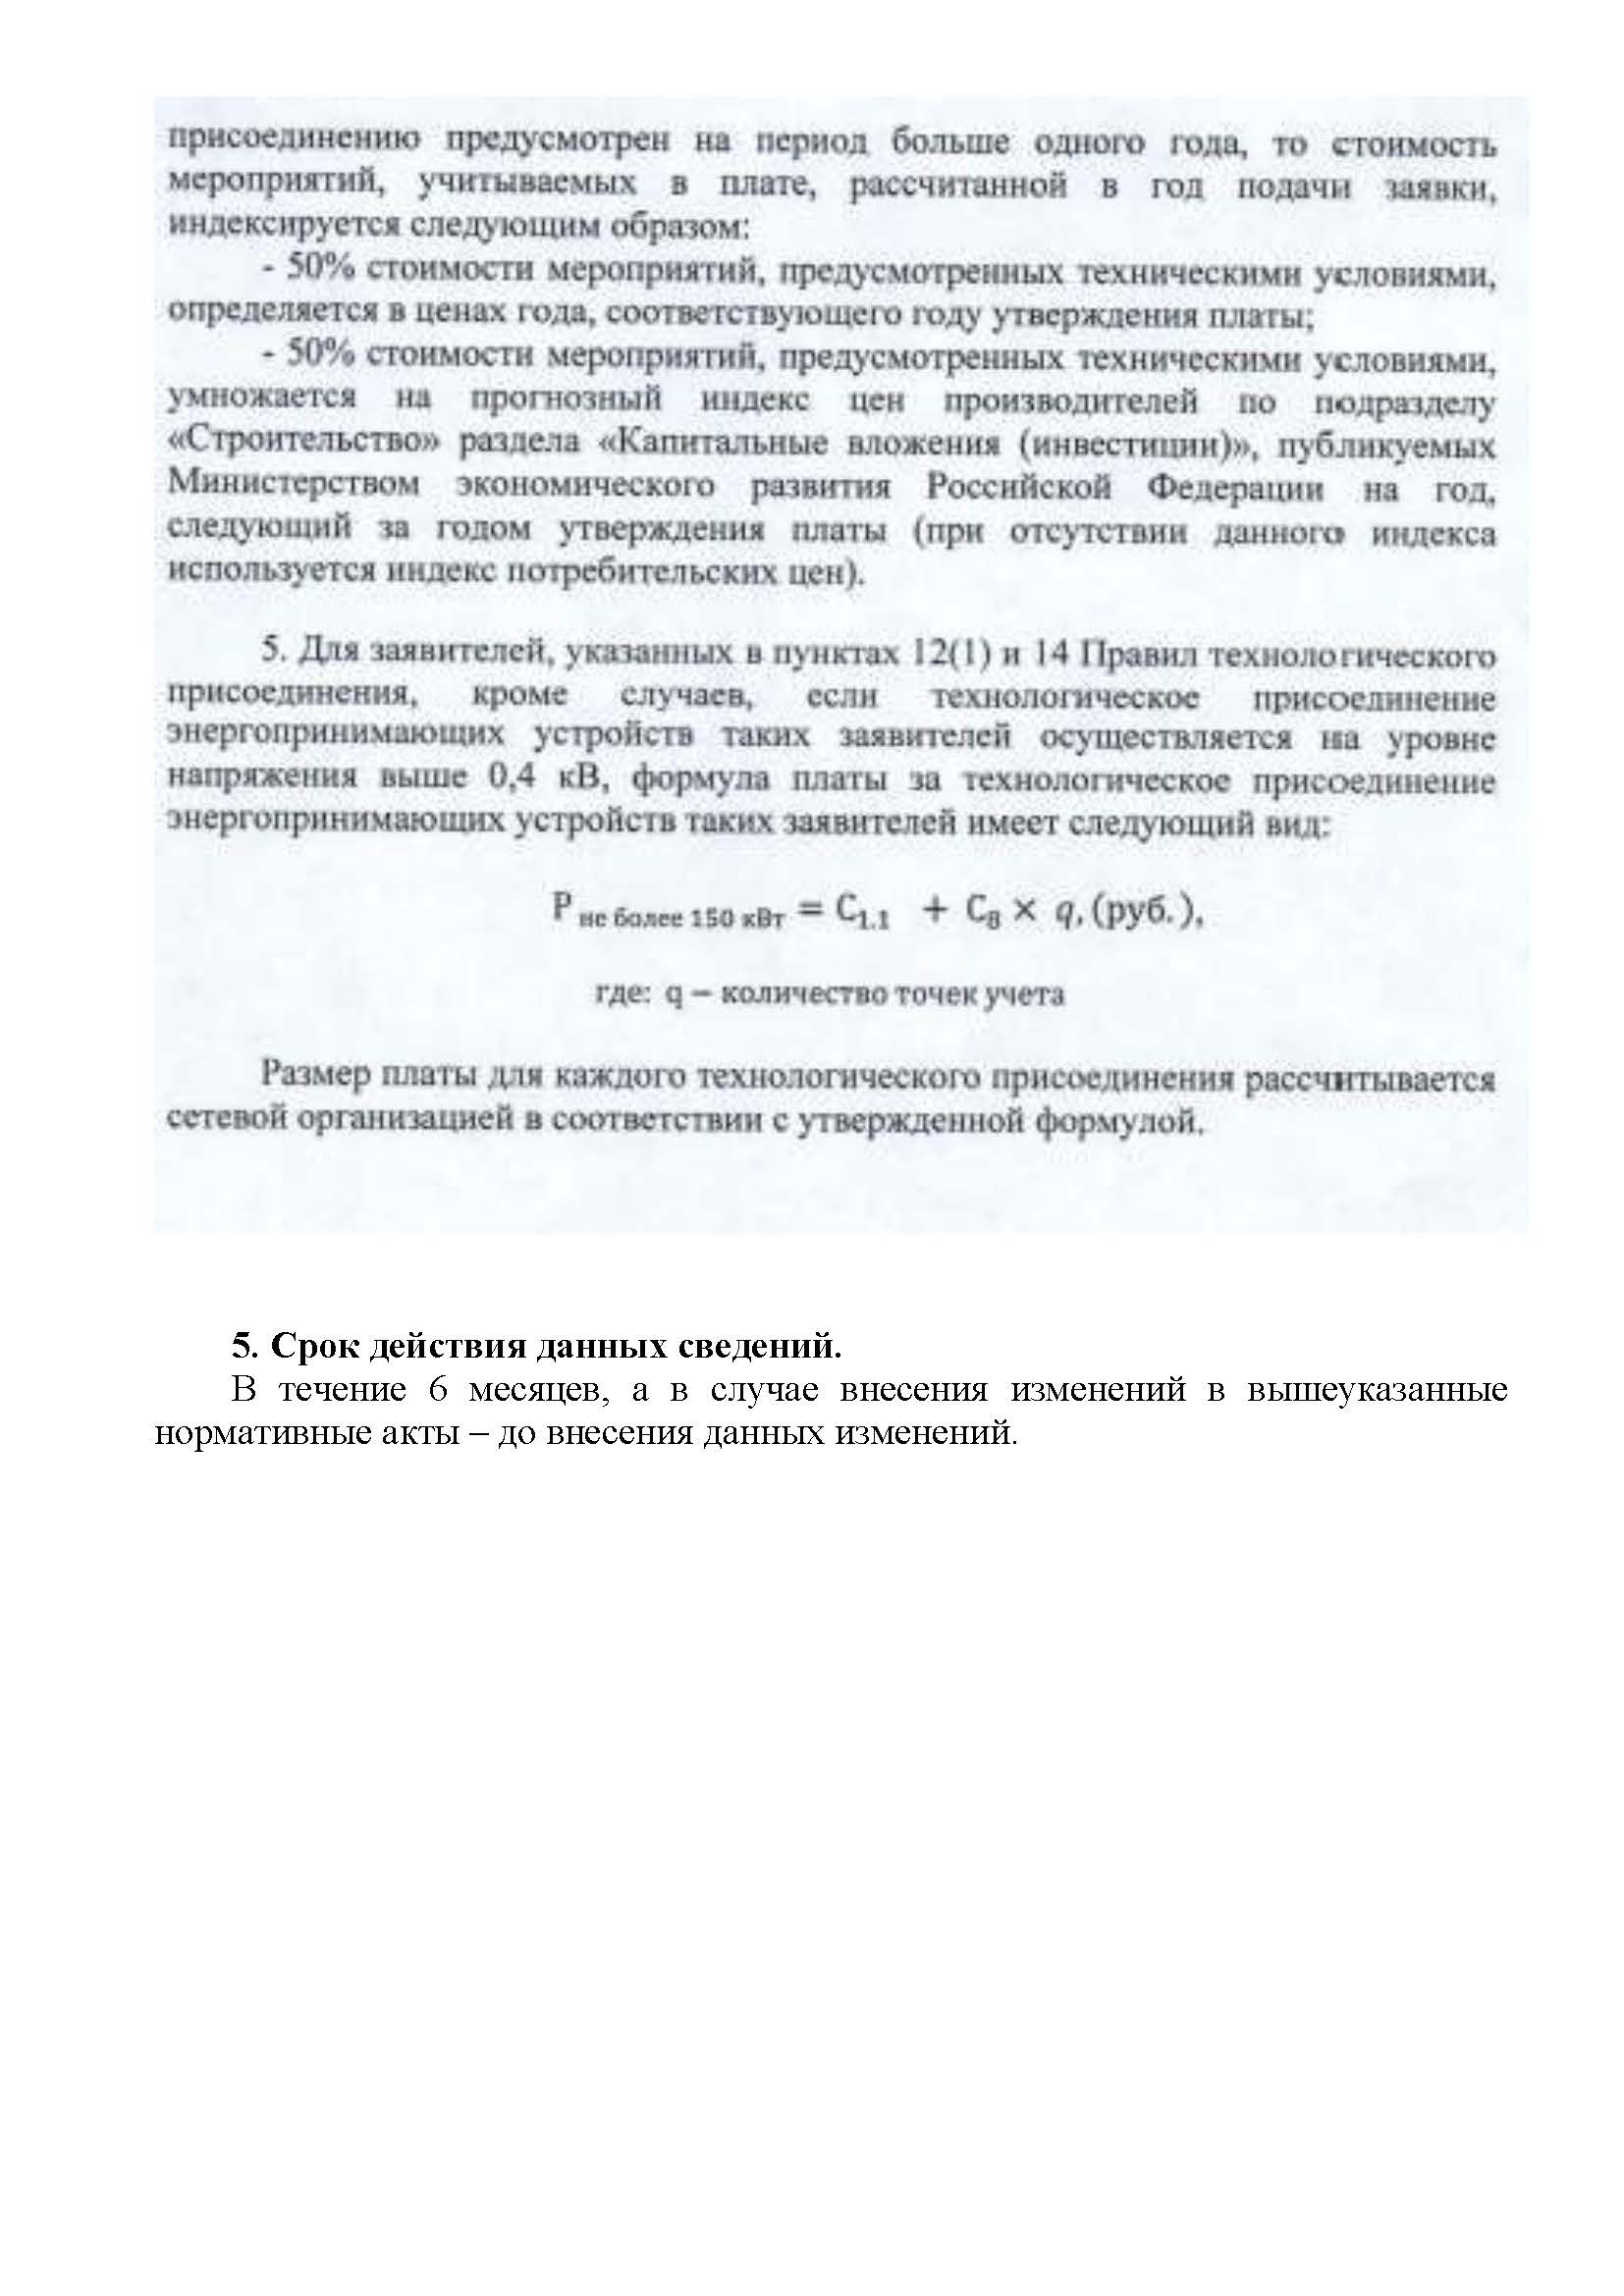 присоединению предусмотрен на период больше одного года, то стоимость
мероприятий, учитываемых в плате, рассчитанной в год подачи заявки,
индексируется следующим образом:
- 50% стоимости мероприятий, предусмотренных техническими условиями,
определяется в ценах года, соответствующего году утверждения платы;
- 50% стоимости мероприятий, предусмотренных техническими условиями,
умножается на прогнозный индекс цен производителей по подразделу
«Строительство» раздела «Капитальные вложения (инвестиции)», публикуемых
Министерством экономического развития Российской Федерации на год,
следующий за годом утверждения платы (при отсутствии данного индекса
используется индекс потребительских цен).
5. Для заявителей, указанных в пунктах 12(1) и 14 Правил технологического
присоединения, кроме случаев, если технологическое присоединение
энергопринимающих устройств таких заявителей осуществляется на уровне
напряжения выше 0,4 кВ, формула платы за технологическое присоединение
энергопринимающих устройств таких заявителей имеет следующий вид:
P не более 150 кВт = C1.1 + C8 × q, (руб.),
где: q – количество точек учета
Размер платы для каждого технологического присоединения рассчитывается
сетевой организацией в соответствии с утвержденной формулой.
5. Срок действия данных сведений.
В течение 6 месяцев, а в случае внесения изменений в вышеуказанные
нормативные акты – до внесения данных изменений.